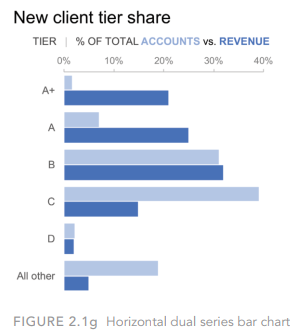 New client tier share
TIER | % OF TOTAL ACCOUNTS vs. REVENUE
0% 10% 20% 30% 40%
A+
A
B
C
D
All other
FIGURE 2.1g Horizontal dual series bar chart